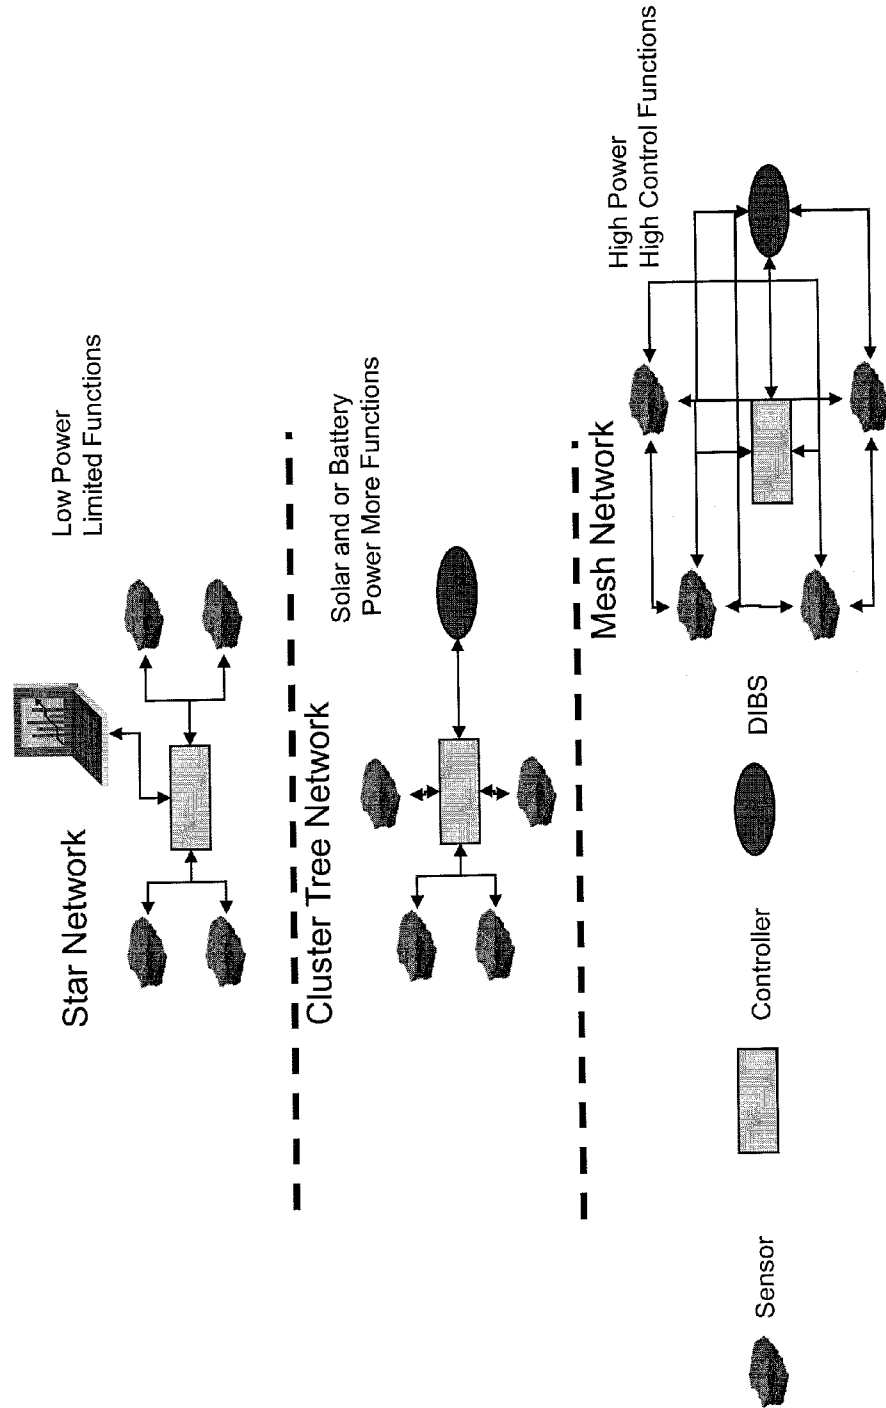 Star Network
Low Power
Limited Functions
Cluster Tree Network
Solar and or Battery
Power More Functions
Mesh Network
High Power
High Control Functions
Sensor
Controller
DIBS